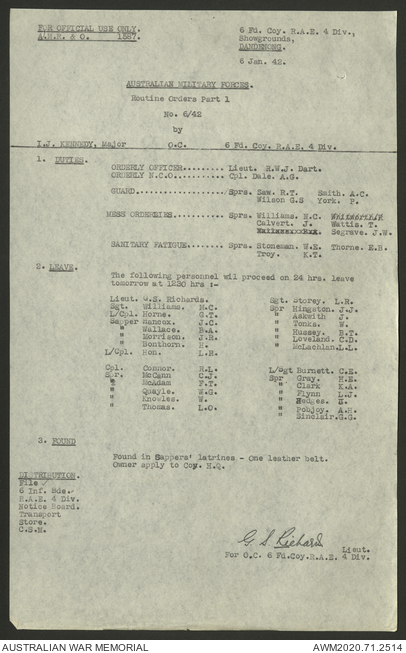 FOR OFFICIAL USE ONLY.
A.M.R. & O. 1887.
6 Fd. Coy. R.A.E. 4 Div.,
Showgrounds,
DANDENONG.
6 Jan. 42.
AUSTRALIAN MILITARY FORCES.
Routine Orders Part 1
No. 6/42
by
I.J. KENNEDY, Major O.C. 6 Fd. Coy. R.A.E. 4 Div.
1. DUTIES.
ORDERLY OFFICER......... Lieut. R.W.J. Dart.
ORDERLY N.C.O........... Cpl. Dale. A.G.
GUARD................... Sprs. Saw. R.T. Smith. A.C.
Wilson G.S York. P.
MESS ORDERLIES.......... Sprs. Williams. N.C.
Calvert. J. Wattis. T.
Segrave. J.W.
SANITARY FATIGUE........ Sprs. Stoneman. W.E. Thorne. E.H.
Troy. K.T.
2. LEAVE.
The following personnel wil proceed on 24 hrs. leave
tomorrow at 1230 hrs :-
Lieut. G.S. Richards. Sgt. Storey. L.R.
Sgt. Williams. H.C. Spr Hingston. J.J.
L/Cpl. Horne. G.T. " Askwith J.
Sapper Hancox. J.C. " Tonks. W.
" Wallace. B.A. " Hussey. R.T.
" Morrison. J.R. " Loveland. C.D.
" Bonthorn. H. " McLachlan. L.L.
L/Cpl. Hon. L.R.
Cpl. Connor. R.L. L/Sgt Burnett. C.E.
Spr. McCann C.J. Spr Gray. H.E.
" McAdam F.T. " Clark K.A.
" Quayle. W.G. " Flynn L.J.
" Knowles. W. " Hedges. E.
" Thomas. L.C. " Pobjoy. A.H.
" Sinclair. G.G.
3. FOUND
Found in Sappers' latrines - One leather belt.
Owner apply to Coy. H.Q.
DISTRIBUTION.
File
6 Inf. Bde.
R.A.E. 4 Div.
Notice Board.
Transport
Store.
C.S.M.
G S Richards
Lieut.
For O.C. 6 Fd.Coy.R.A.E. 4 Div.
AUSTRALIAN WAR MEMORIAL
AWM2020.71.2514